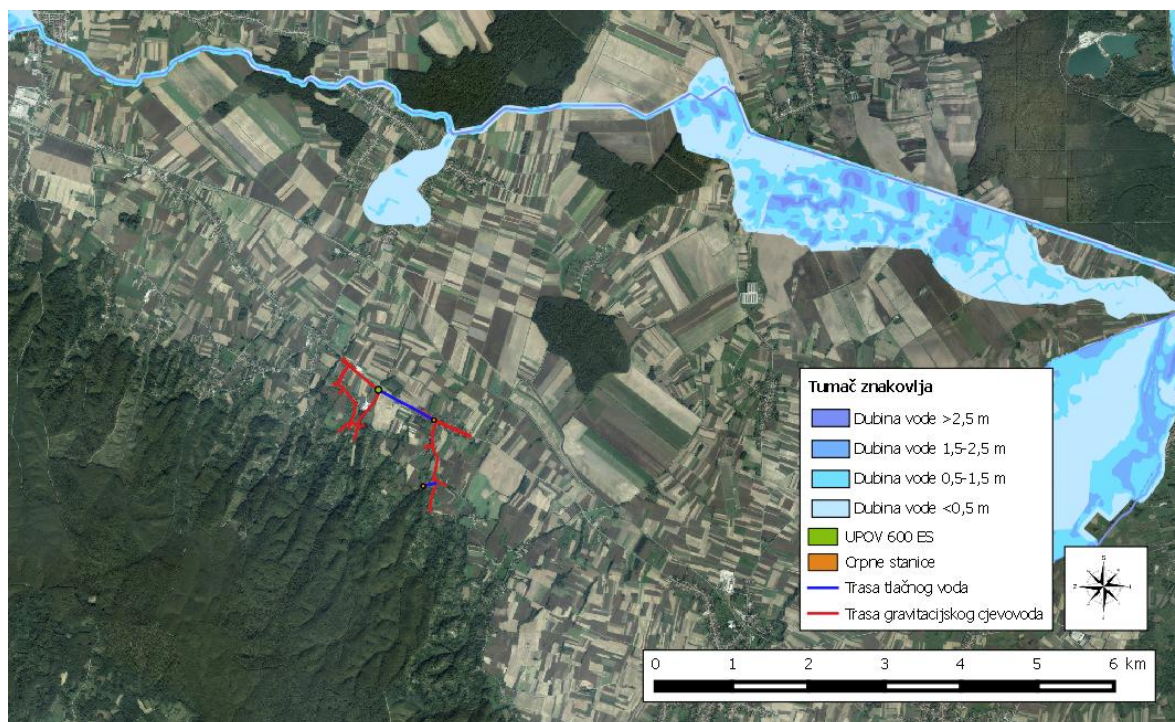 Tumač znakovlja
Dubina vode >2,5 m
Dubina vode 1,5-2,5 m
Dubina vode 0,5-1,5 m
Dubina vode <0,5 m
UPOV 600 ES
Crpne stanice
Trasa tlačnog voda
Trasa gravitacijskog cjevovoda
0 1 2 3 4 5 6 km